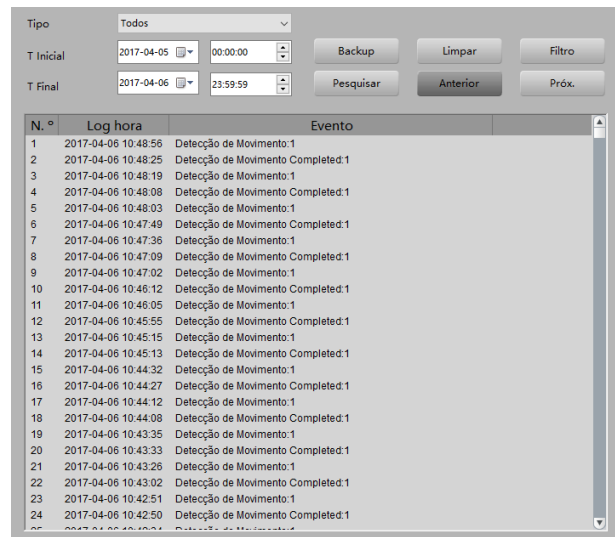 Tipo Todos
T Inicial 2017-04-05 00:00:00 Backup Limpar Filtro
T Final 2017-04-06 23:59:59 Pesquisar Anterior Próx.
N. º Log hora Evento
1 2017-04-06 10:48:56 Detecção de Movimento:1
2 2017-04-06 10:48:25 Detecção de Movimento Completed:1
3 2017-04-06 10:48:19 Detecção de Movimento:1
4 2017-04-06 10:48:08 Detecção de Movimento Completed:1
5 2017-04-06 10:48:03 Detecção de Movimento:1
6 2017-04-06 10:47:49 Detecção de Movimento Completed:1
7 2017-04-06 10:47:36 Detecção de Movimento:1
8 2017-04-06 10:47:09 Detecção de Movimento Completed:1
9 2017-04-06 10:47:02 Detecção de Movimento:1
10 2017-04-06 10:46:12 Detecção de Movimento Completed:1
11 2017-04-06 10:46:05 Detecção de Movimento:1
12 2017-04-06 10:45:55 Detecção de Movimento Completed:1
13 2017-04-06 10:45:15 Detecção de Movimento:1
14 2017-04-06 10:45:13 Detecção de Movimento Completed:1
15 2017-04-06 10:44:32 Detecção de Movimento:1
16 2017-04-06 10:44:27 Detecção de Movimento Completed:1
17 2017-04-06 10:44:12 Detecção de Movimento:1
18 2017-04-06 10:44:08 Detecção de Movimento Completed:1
19 2017-04-06 10:43:35 Detecção de Movimento:1
20 2017-04-06 10:43:33 Detecção de Movimento Completed:1
21 2017-04-06 10:43:26 Detecção de Movimento:1
22 2017-04-06 10:43:02 Detecção de Movimento Completed:1
23 2017-04-06 10:42:51 Detecção de Movimento:1
24 2017-04-06 10:42:50 Detecção de Movimento Completed:1